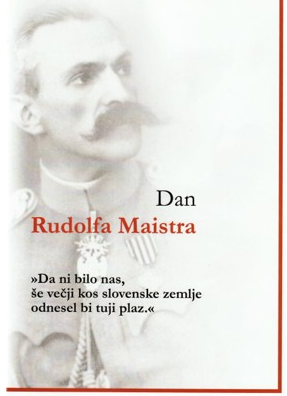 Dan
Rudolfa Maistra
»Da ni bilo nas,
še večji kos slovenske zemlje
odnesel bi tuji plaz.«